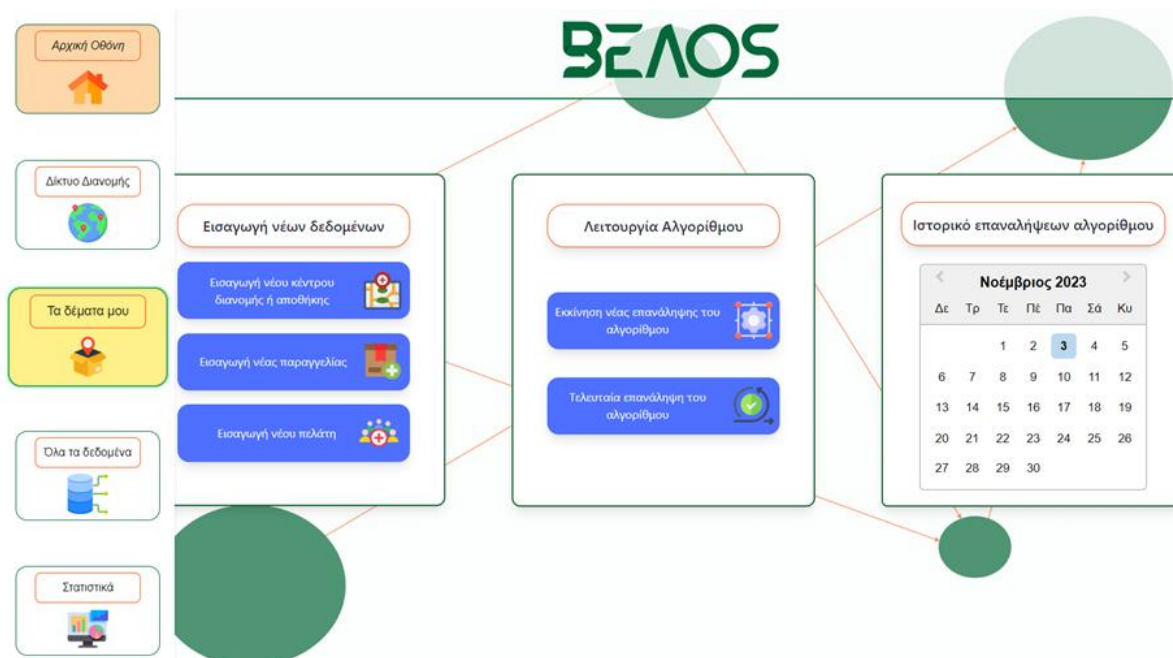 ΒΕΛΟS
Αρχική Οθόνη
Δίκτυο Διανομής
Τα δέματα μου
Όλα τα δεδομένα
Στατιστικά
Εισαγωγή νέων δεδομένων
Εισαγωγή νέου κέντρου
διανομής ή αποθήκης
Εισαγωγή νέας παραγγελίας
Εισαγωγή νέου πελάτη
Λειτουργία Αλγορίθμου
Εκκίνηση νέας επανάληψης του
αλγορίθμου
Τελευταία επανάληψη του
αλγορίθμου
Ιστορικό επαναλήψεων αλγορίθμου
Νοέμβριος 2023
Δε Τρ Τε Πέ Πα Σά Κυ
1 2 3 4 5
6 7 8 9 10 11 12
13 14 15 16 17 18 19
20 21 22 23 24 25 26
27 28 29 30